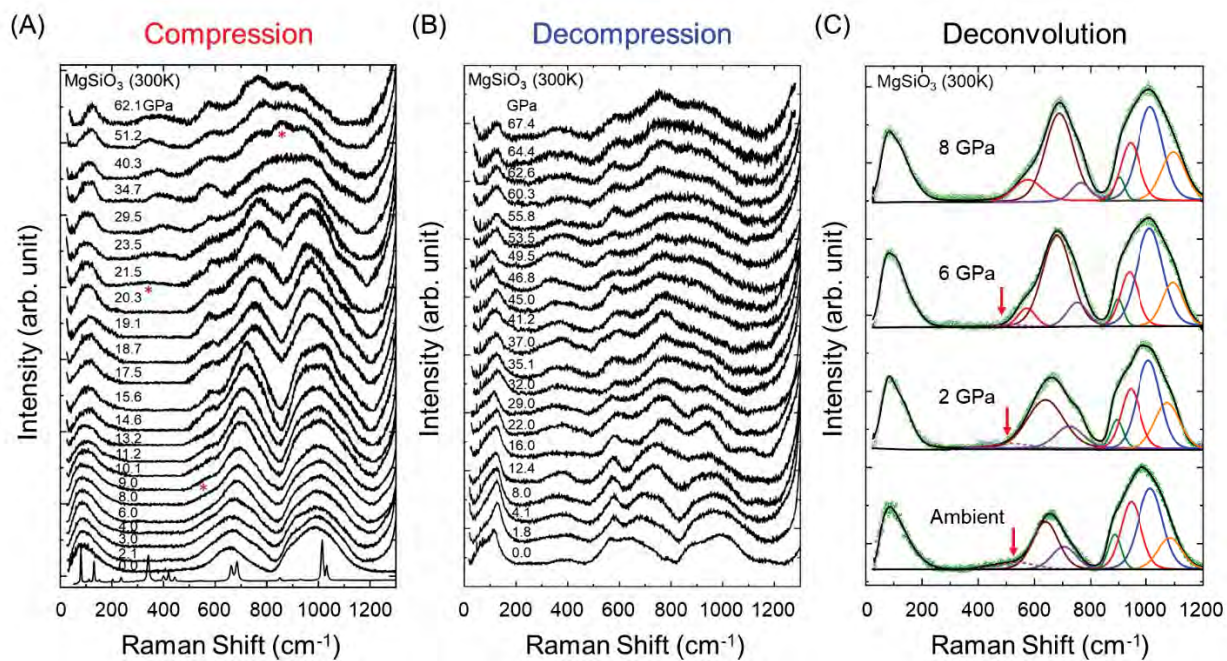 (A) Compression
Intensity (arb. unit)
MgSiO3 (300K)
62.1GPa
51.2
*
40.3
34.7
29.5
23.5
21.5
*
20.3
19.1
18.7
17.5
15.6
14.6
13.2
11.2
10.1
9.0
*
8.0
6.0
4.0
3.0
2.1
0.0
0 200 400 600 800 1000 1200
Raman Shift (cm-1)
(B) Decompression
Intensity (arb. unit)
MgSiO3 (300K)
GPa
67.4
64.4
62.6
60.3
55.8
53.5
49.5
46.8
45.0
41.2
37.0
35.1
32.0
29.0
22.0
16.0
12.4
8.0
4.1
1.8
0.0
0 200 400 600 800 1000 1200
Raman Shift (cm-1)
(C) Deconvolution
Intensity (arb. unit)
MgSiO3 (300K)
8 GPa
6 GPa
2 GPa
Ambient
0 200 400 600 800 1000 1200
Raman Shift (cm-1)